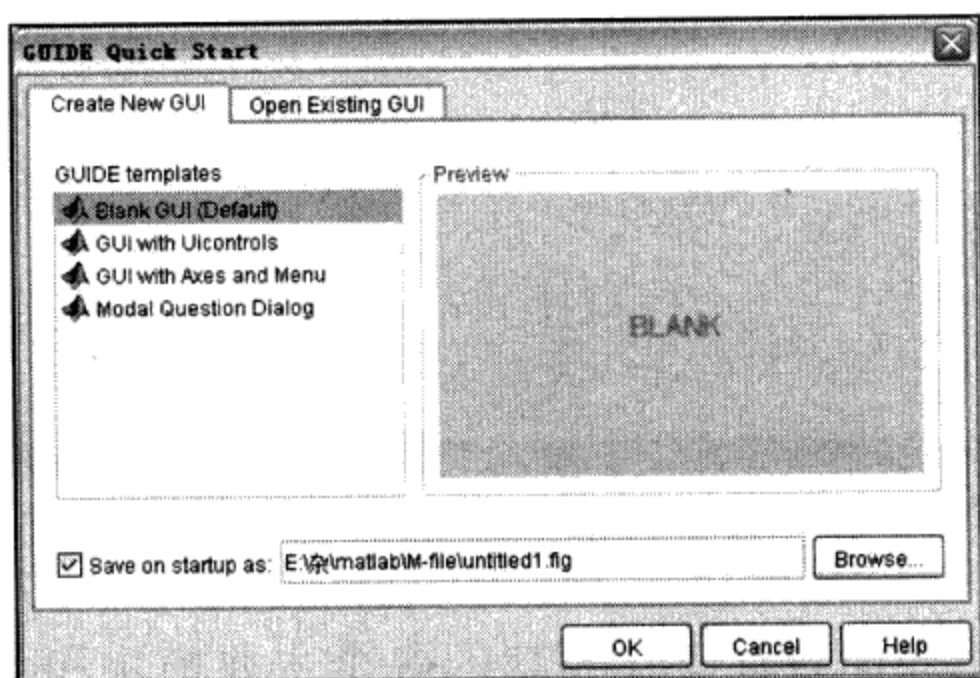 GUIDE Quick Start
Create New GUI
Open Existing GUI
GUIDE templates
Blank GUI (Default)
GUI with Uicontrols
GUI with Axes and Menu
Modal Question Dialog
Preview
BLANK
Save on startup as:
E:\杂\matlab\M-file\untitled1.fig
Browse...
OK
Cancel
Help